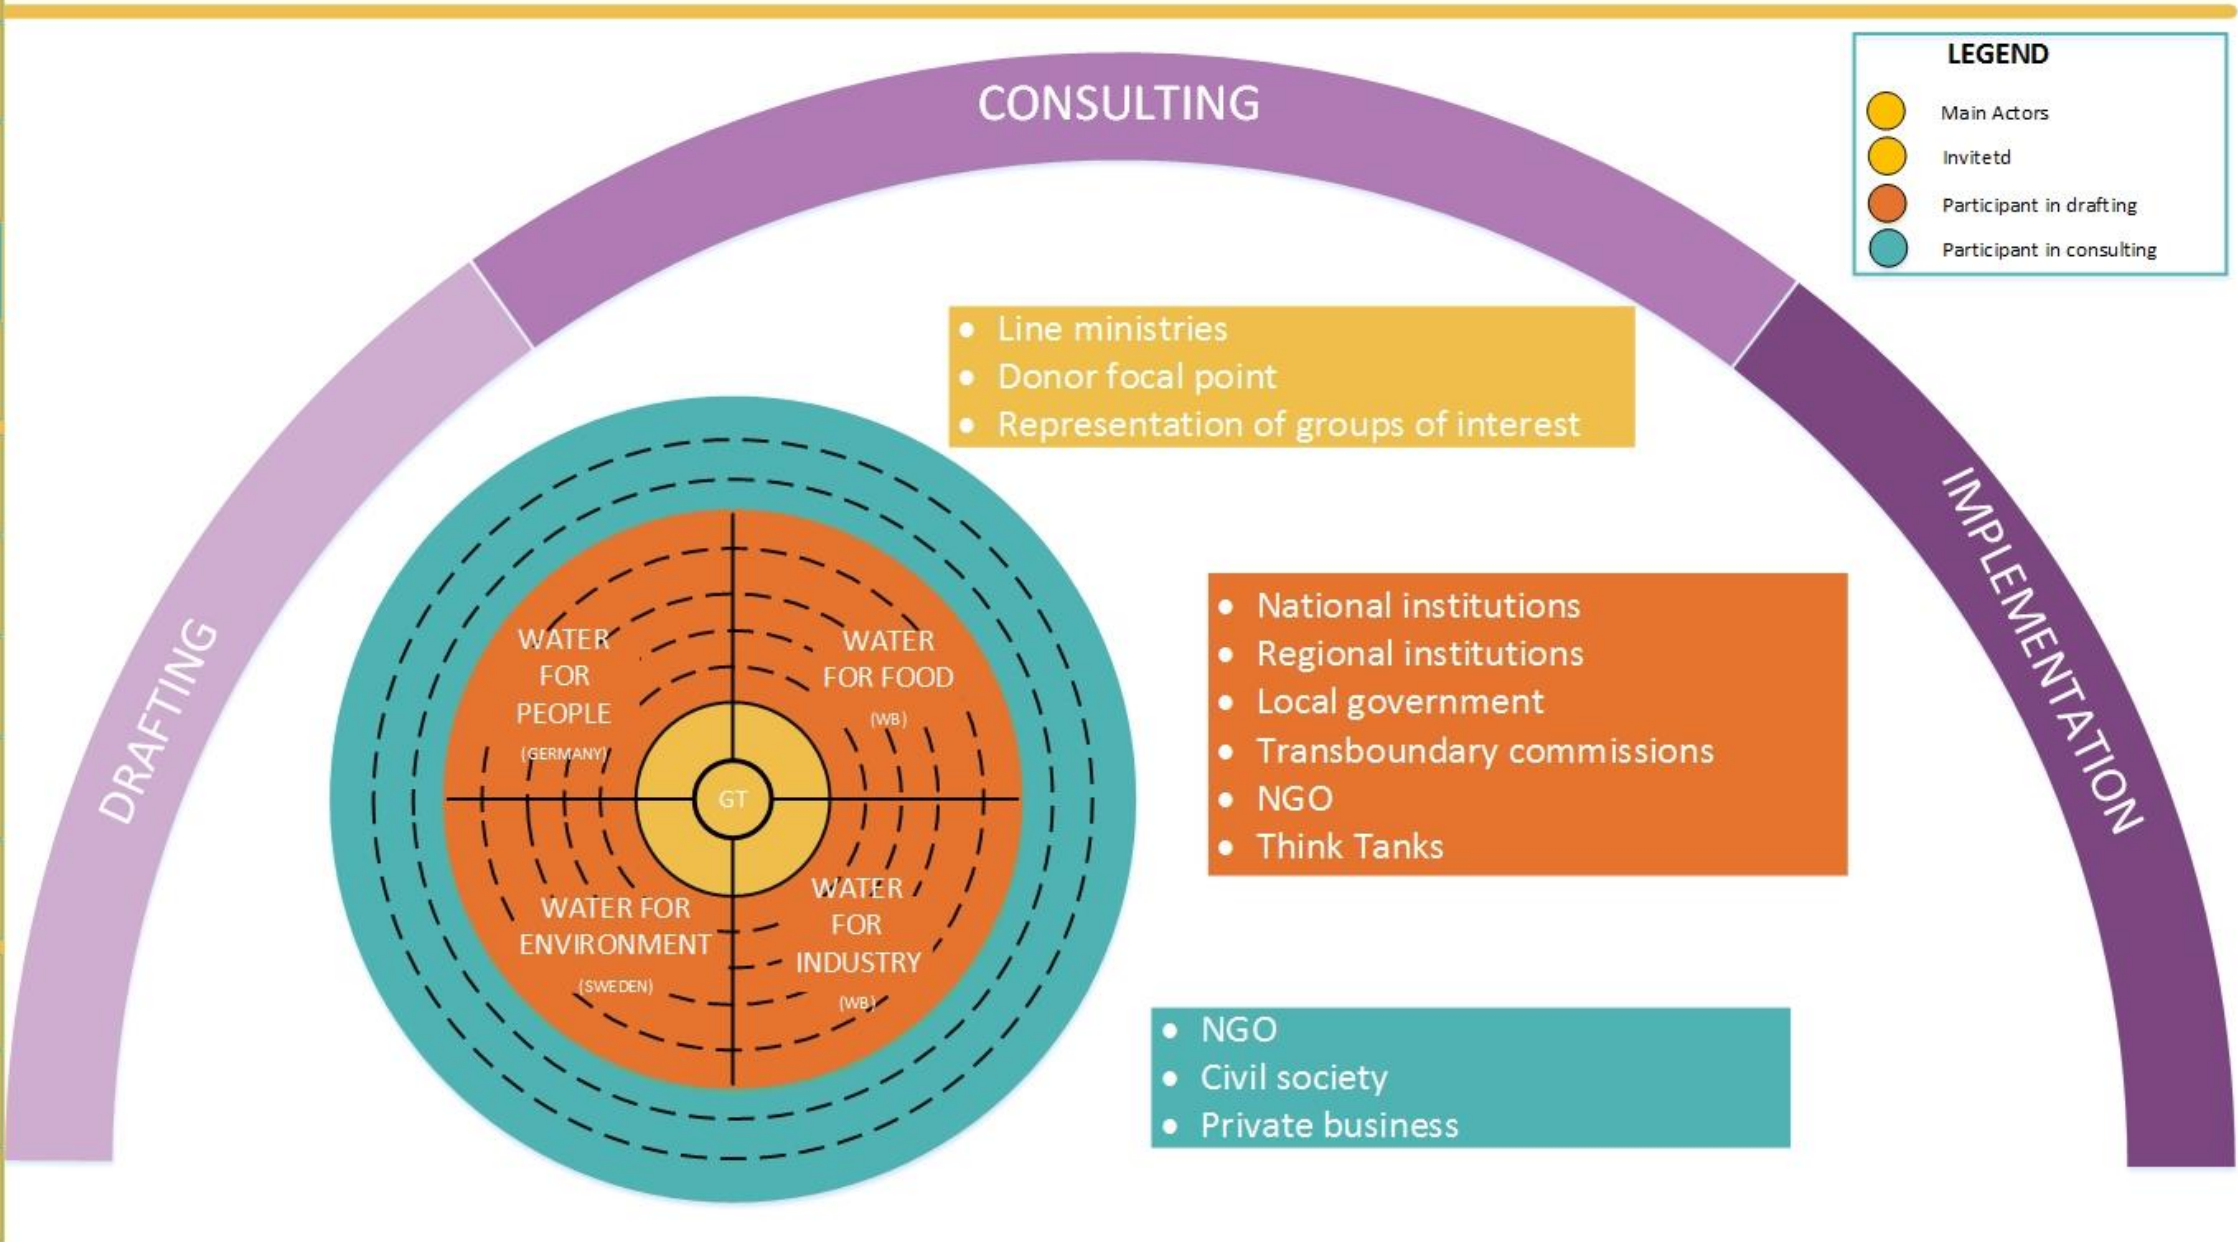 CONSULTING
DRAFTING
IMPLEMENTATION
LEGEND
Main Actors
Invitetd
Participant in drafting
Participant in consulting
• Line ministries
• Donor focal point
• Representation of groups of interest
WATER
FOR
PEOPLE
(GERMANY)
WATER
FOR FOOD
(WB)
GT
WATER FOR
ENVIRONMENT
(SWEDEN)
WATER
FOR
INDUSTRY
(WB)
• National institutions
• Regional institutions
• Local government
• Transboundary commissions
• NGO
• Think Tanks
• NGO
• Civil society
• Private business